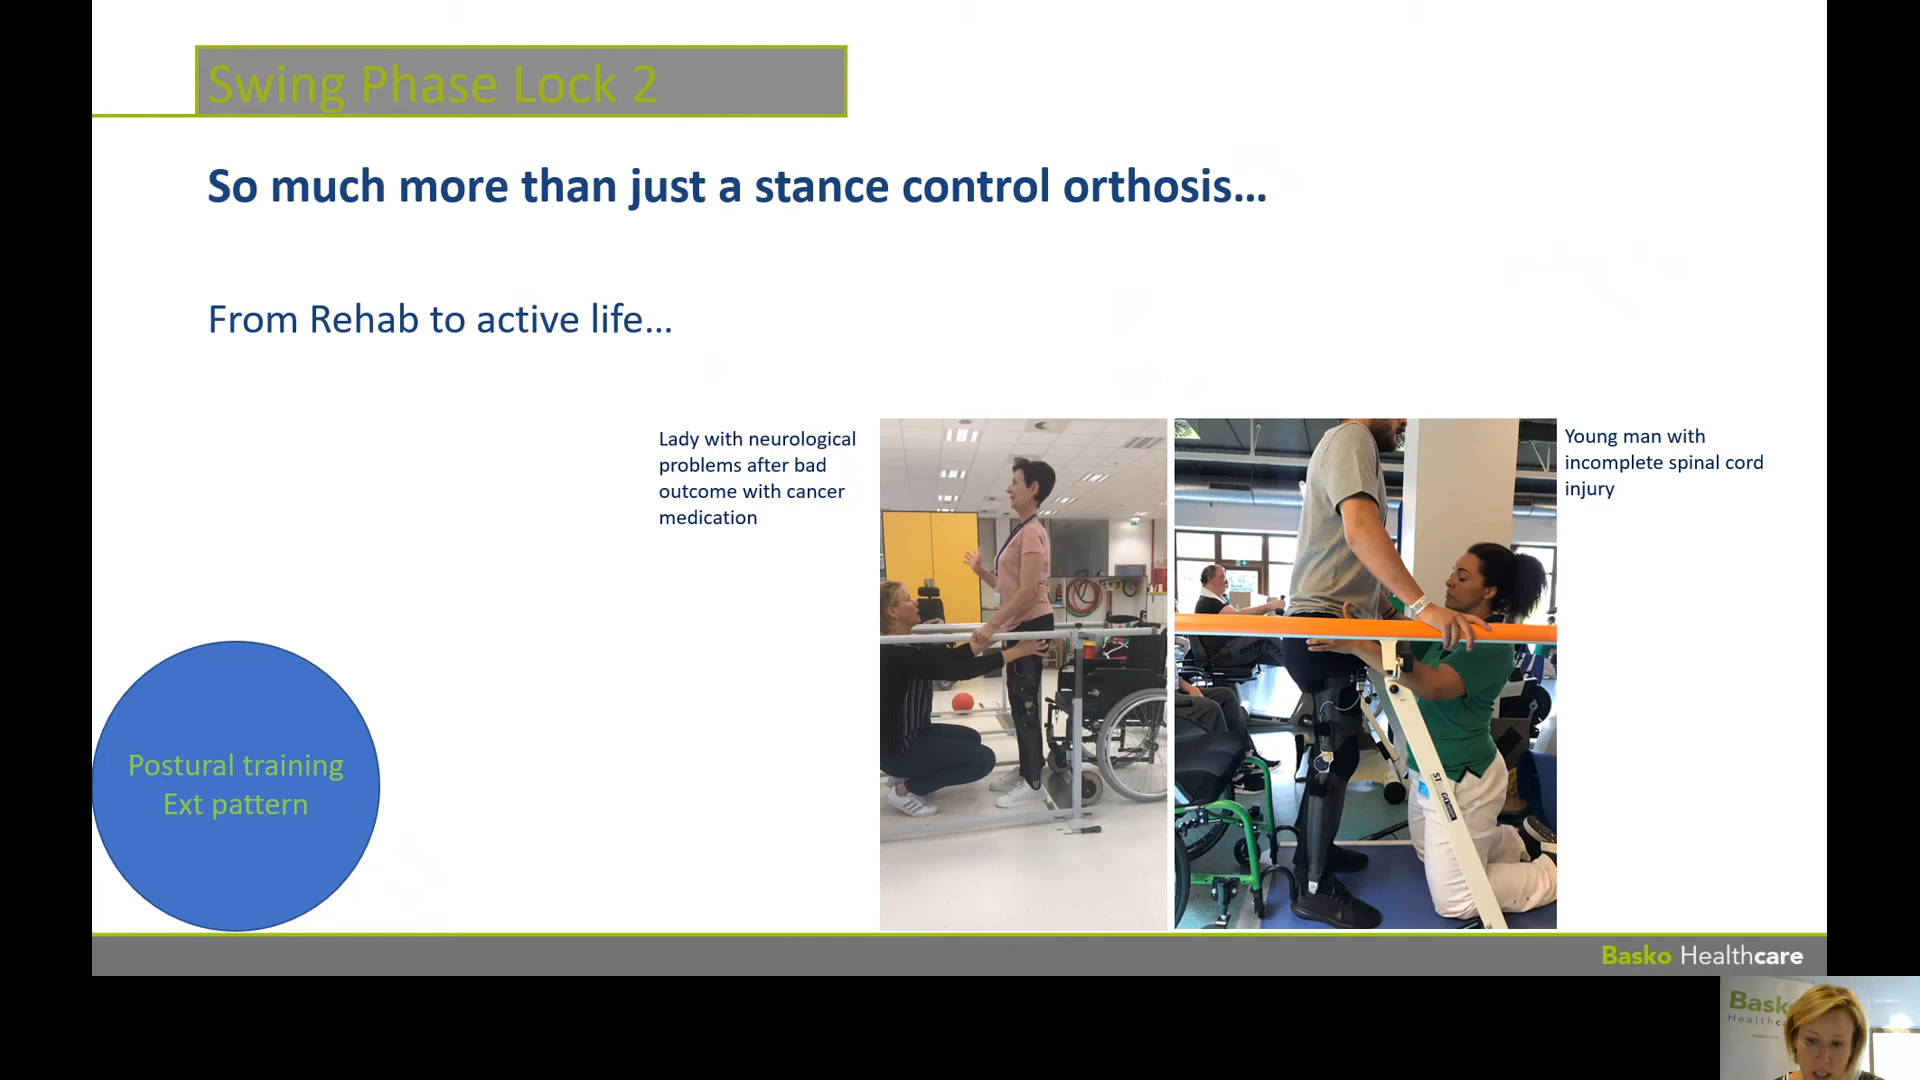 Swing Phase Lock 2
So much more than just a stance control orthosis...
From Rehab to active life...
Lady with neurological
problems after bad
outcome with cancer
medication
Young man with
incomplete spinal cord
injury
Postural training
Ext pattern
Basko Healthcare
Bask
Healthc